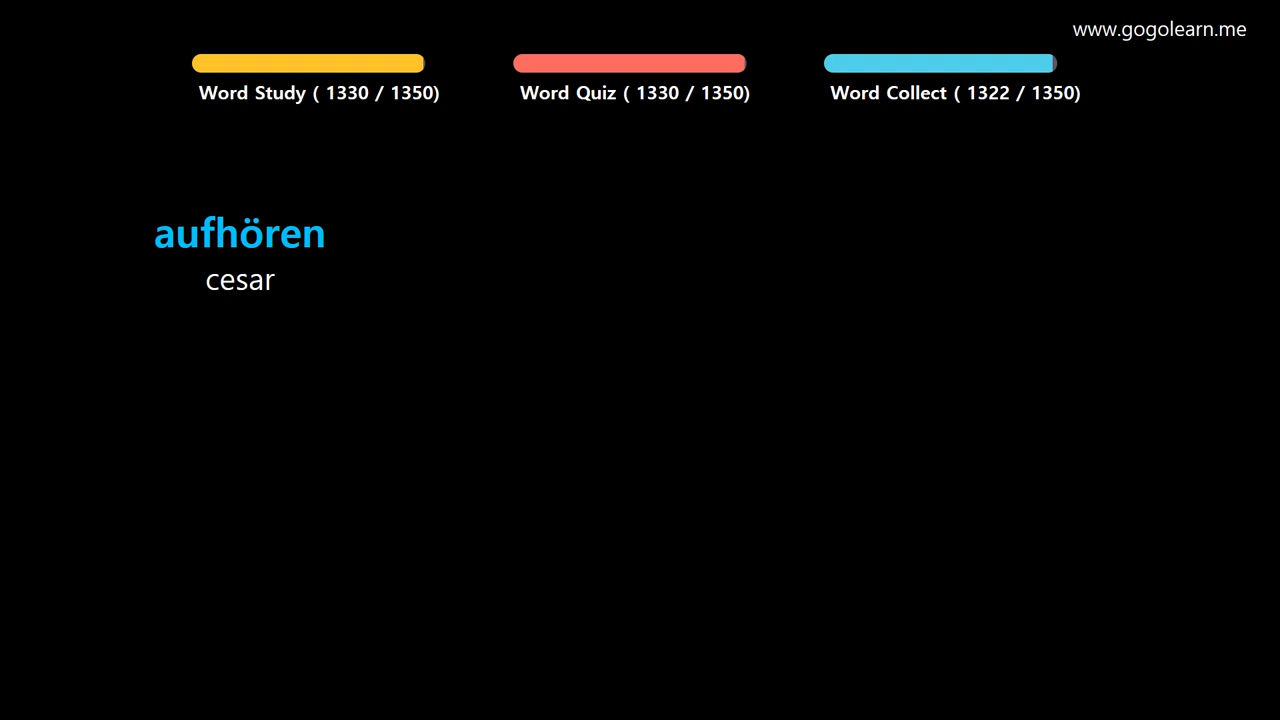 www.gogolearn.me
Word Study ( 1330 / 1350)
Word Quiz ( 1330 / 1350)
Word Collect ( 1322 / 1350)
aufhören
cesar